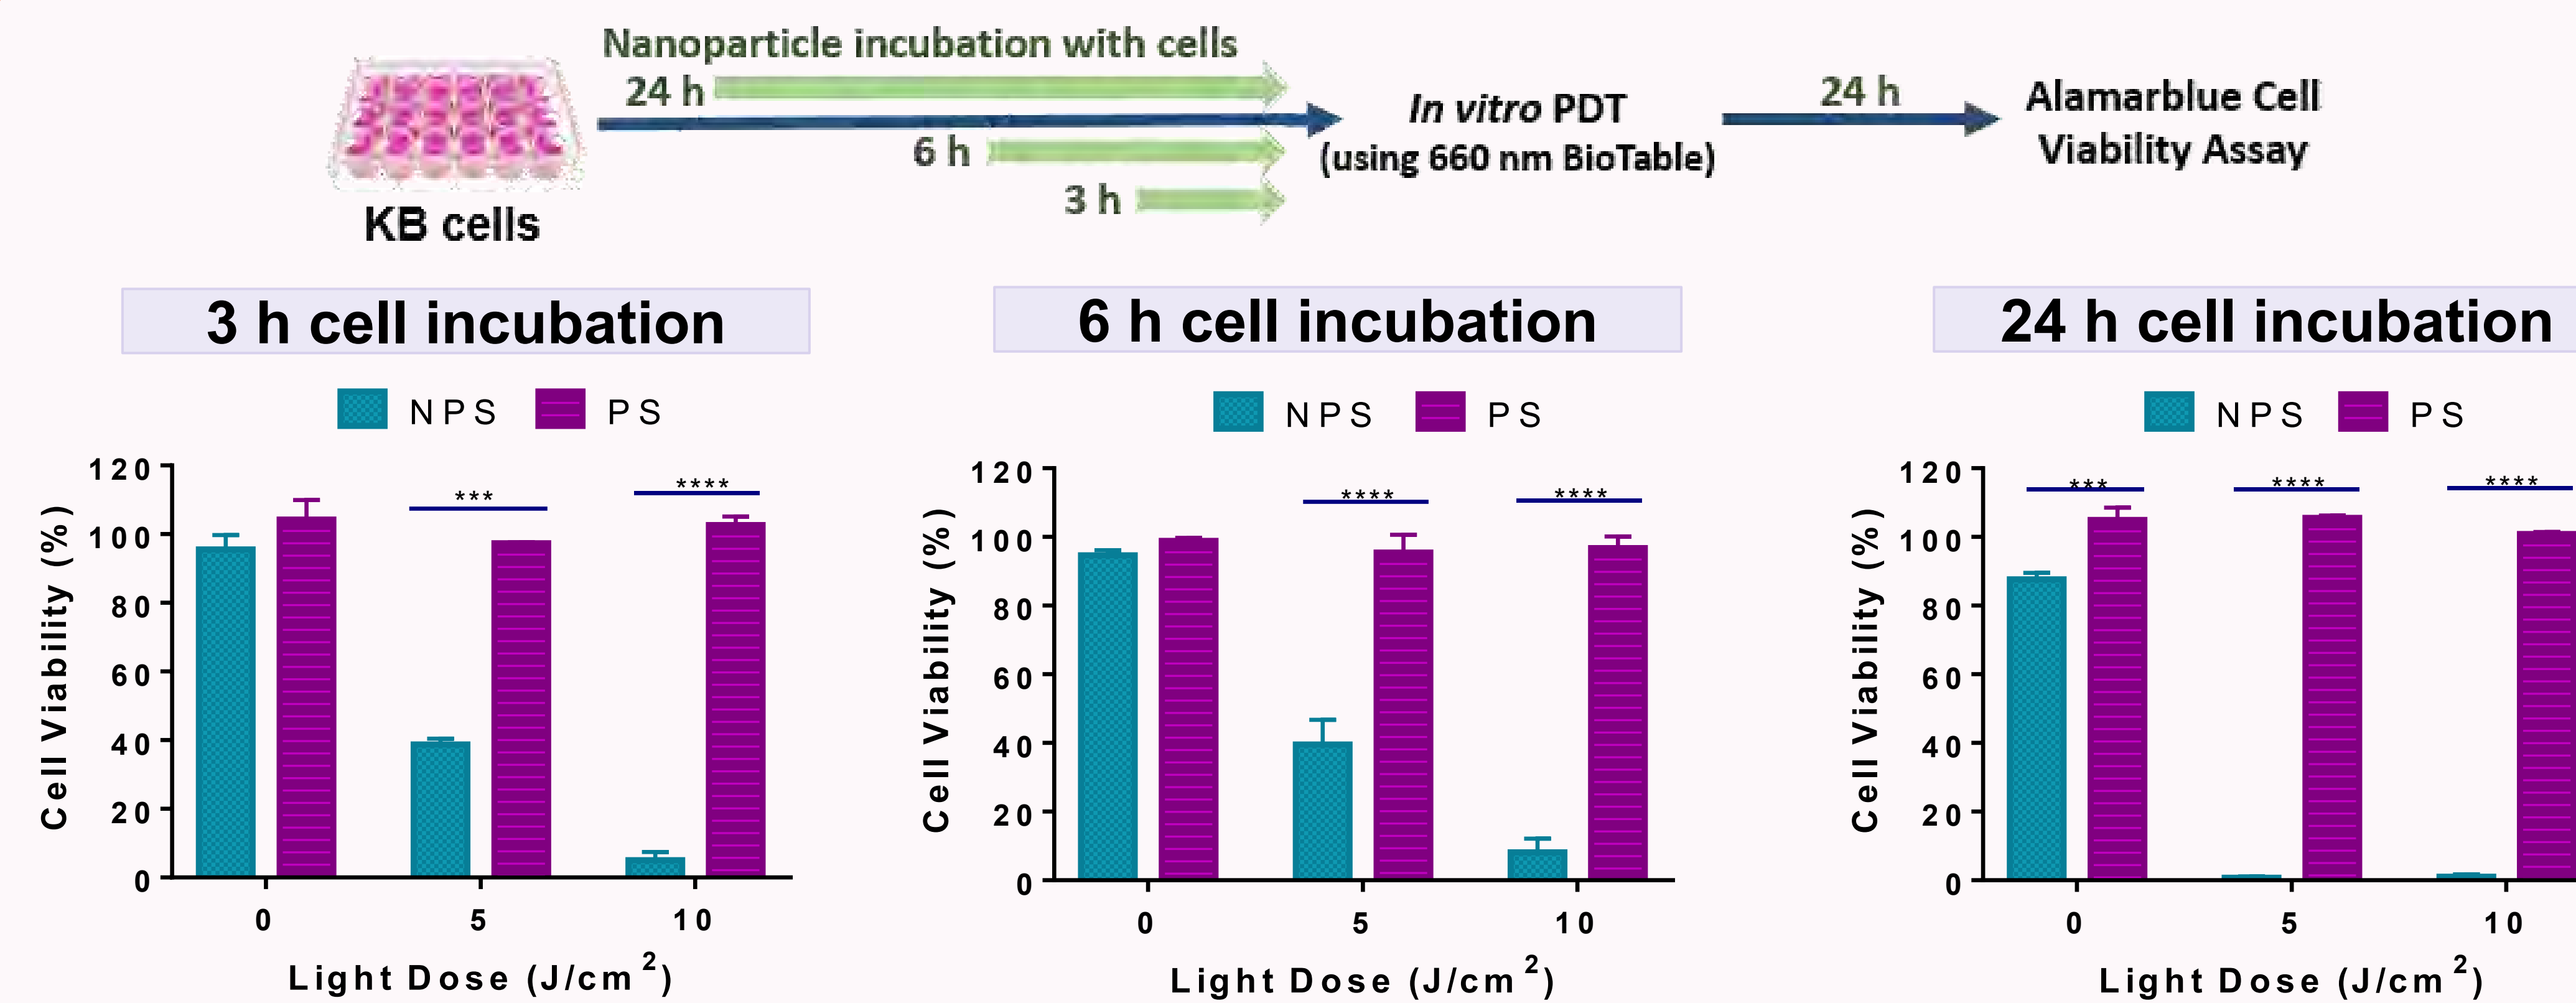 Nanoparticle incubation with cells
24 h
6 h
3 h
KB cells
In vitro PDT
(using 660 nm BioTable)
24 h
Alamarblue Cell
Viability Assay
3 h cell incubation
NPS PS
Cell Viability (%)
120
100
80
60
40
20
0
***
****
0 5 10
Light Dose (J/cm²)
6 h cell incubation
NPS PS
Cell Viability (%)
120
100
80
60
40
20
0
****
****
0 5 10
Light Dose (J/cm²)
24 h cell incubation
NPS PS
Cell Viability (%)
120
100
80
60
40
20
0
***
****
****
0 5 10
Light Dose (J/cm²)